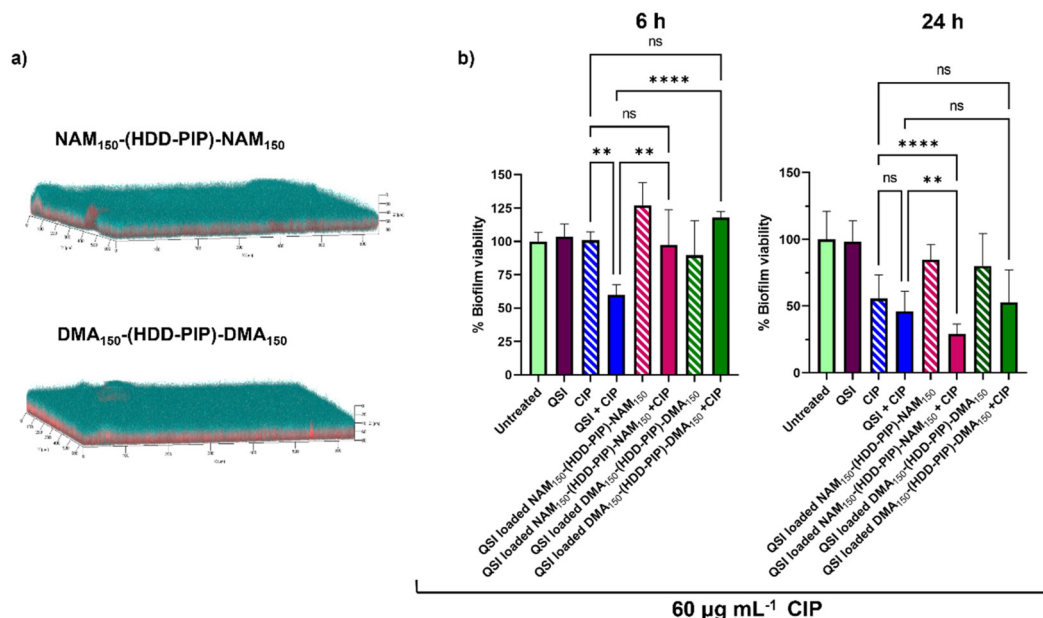 a)
NAM₁₅₀-(HDD-PIP)-NAM₁₅₀
DMA₁₅₀-(HDD-PIP)-DMA₁₅₀
b)
6 h
ns
****
ns
**
**
% Biofilm viability
150
125
100
75
50
25
0
Untreated
QSI
CIP
QSI + CIP
QSI loaded NAM₁₅₀-(HDD-PIP)-NAM₁₅₀
QSI loaded NAM₁₅₀-(HDD-PIP)-NAM₁₅₀ +CIP
QSI loaded DMA₁₅₀-(HDD-PIP)-DMA₁₅₀
QSI loaded DMA₁₅₀-(HDD-PIP)-DMA₁₅₀ +CIP
24 h
ns
ns
****
ns
**
% Biofilm viability
150
100
50
0
Untreated
QSI
CIP
QSI + CIP
QSI loaded NAM₁₅₀-(HDD-PIP)-NAM₁₅₀
QSI loaded NAM₁₅₀-(HDD-PIP)-NAM₁₅₀ + CIP
QSI loaded DMA₁₅₀-(HDD-PIP)-DMA₁₅₀
QSI loaded DMA₁₅₀-(HDD-PIP)-DMA₁₅₀ +CIP
60 µg mL⁻¹ CIP